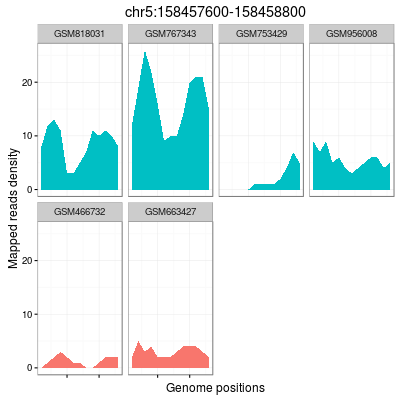 chr5:158457600-158458800
GSM818031 GSM767343 GSM753429 GSM956008
20
10
0
Mapped reads density
GSM466732 GSM663427
20
10
0
Genome positions